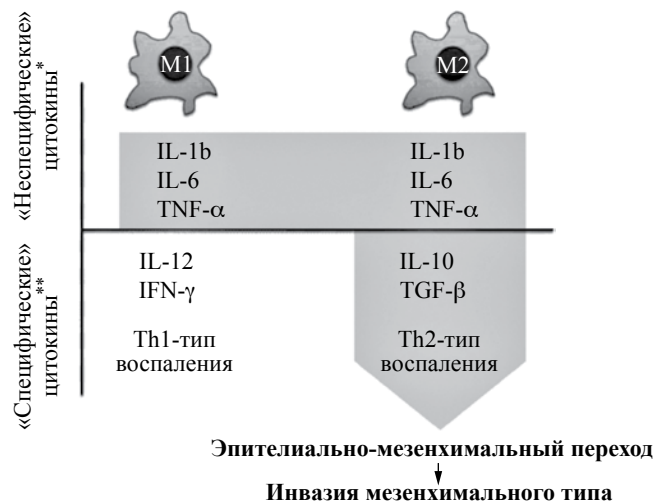 M1
M2
«Неспецифические»
цитокины*
IL-1b
IL-6
TNF-α
IL-1b
IL-6
TNF-α
«Специфические»
цитокины**
IL-12
IFN-γ
Th1-тип
воспаления
IL-10
TGF-β
Th2-тип
воспаления
Эпителиально-мезенхимальный переход
Инвазия мезенхимального типа